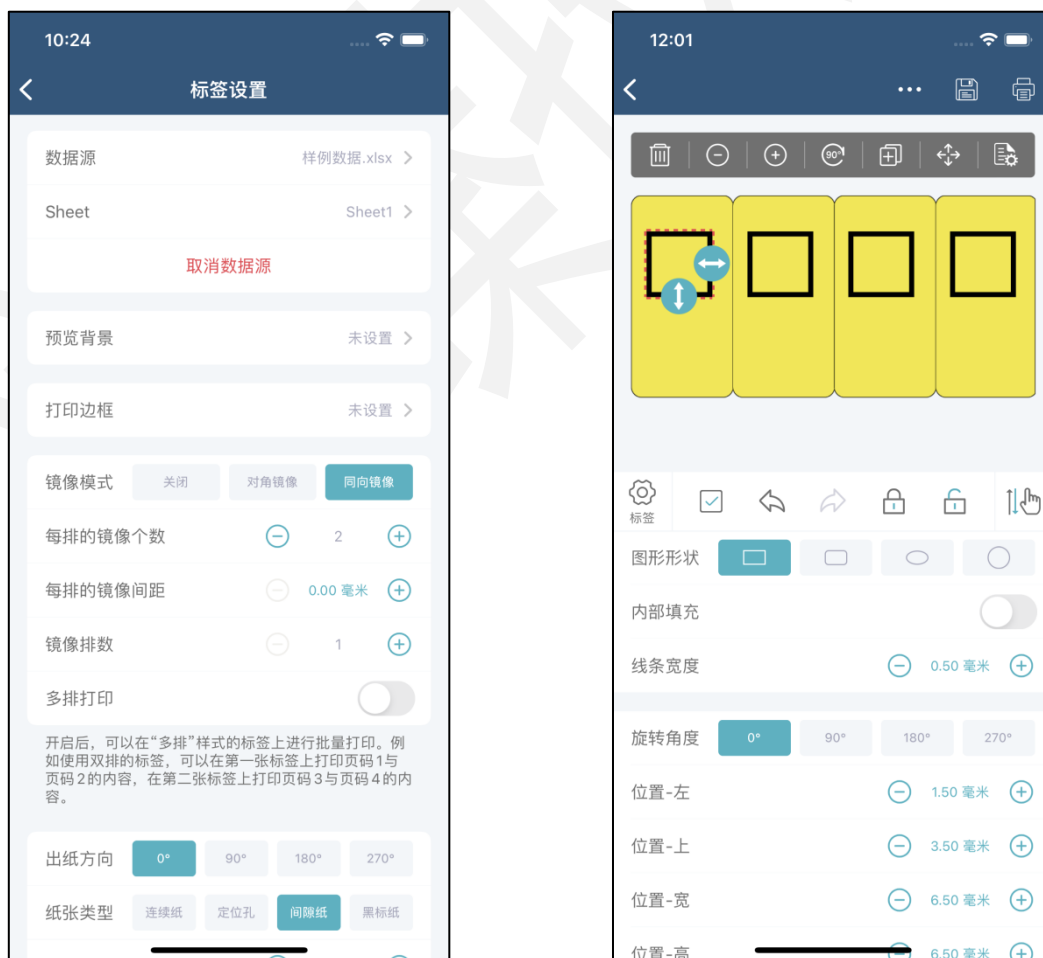 10:24
标签设置
数据源 样例数据.xlsx
Sheet Sheet1
取消数据源
预览背景 未设置
打印边框 未设置
镜像模式 关闭 对角镜像 同向镜像
每排的镜像个数 2
每排的镜像间距 0.00 毫米
镜像排数 1
多排打印
开启后，可以在“多排”样式的标签上进行批量打印。例
如使用双排的标签，可以在第一张标签上打印页码1与
页码2的内容，在第二张标签上打印页码3与页码4的内
容。
出纸方向 0° 90° 180° 270°
纸张类型 连续纸 定位孔 间隙纸 黑标纸
12:01
90°
标签
图形形状
内部填充
线条宽度 0.50 毫米
旋转角度 0° 90° 180° 270°
位置-左 1.50 毫米
位置-上 3.50 毫米
位置-宽 6.50 毫米
位置-高 6.50 毫米